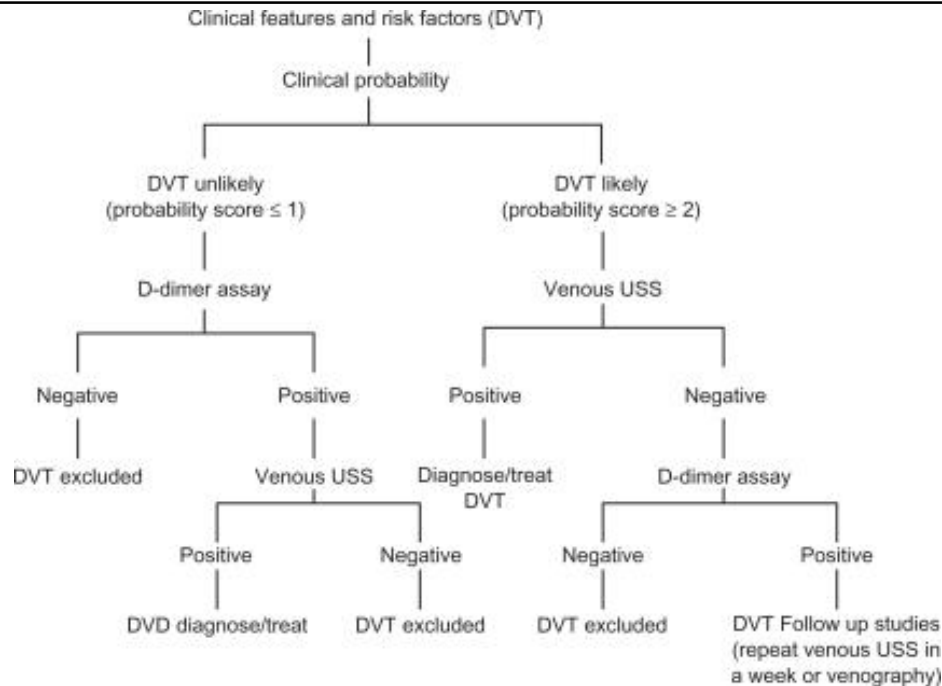 Clinical features and risk factors (DVT)
Clinical probability
DVT unlikely
(probability score ≤ 1)
DVT likely
(probability score ≥ 2)
D-dimer assay
Venous USS
Negative
Positive
Positive
Negative
DVT excluded
Venous USS
Diagnose/treat
DVT
D-dimer assay
Positive
Negative
Negative
Positive
DVD diagnose/treat
DVT excluded
DVT excluded
DVT Follow up studies
(repeat venous USS in
a week or venography)